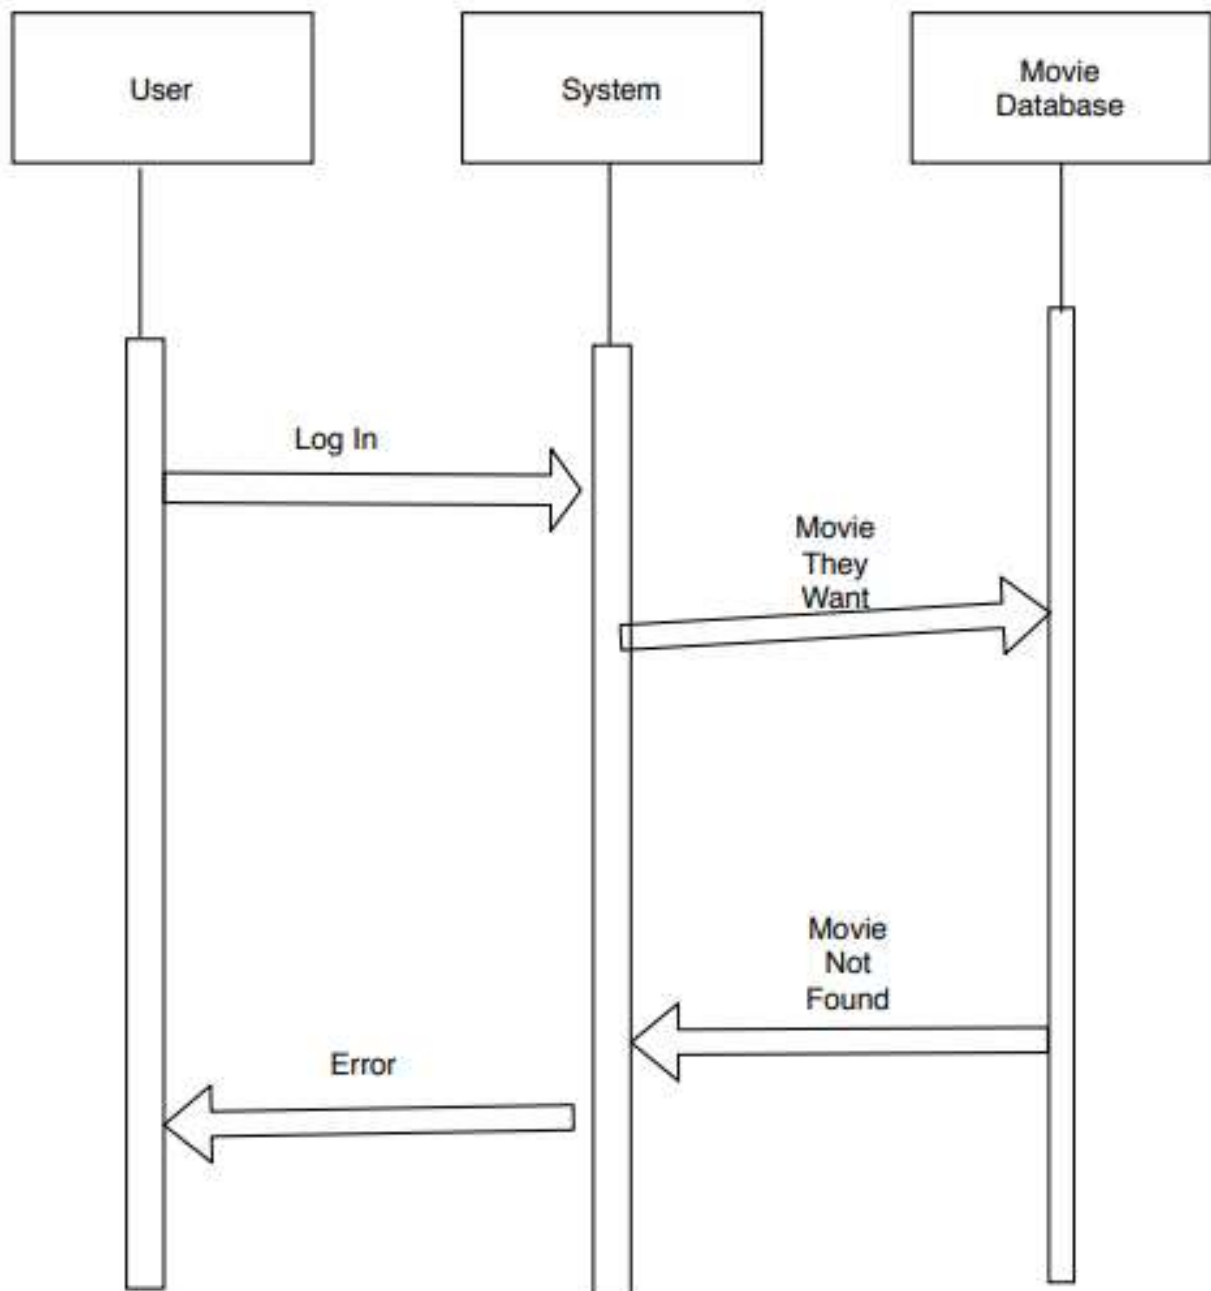 User
System
Movie
Database
Log In
Movie
They
Want
Movie
Not
Found
Error